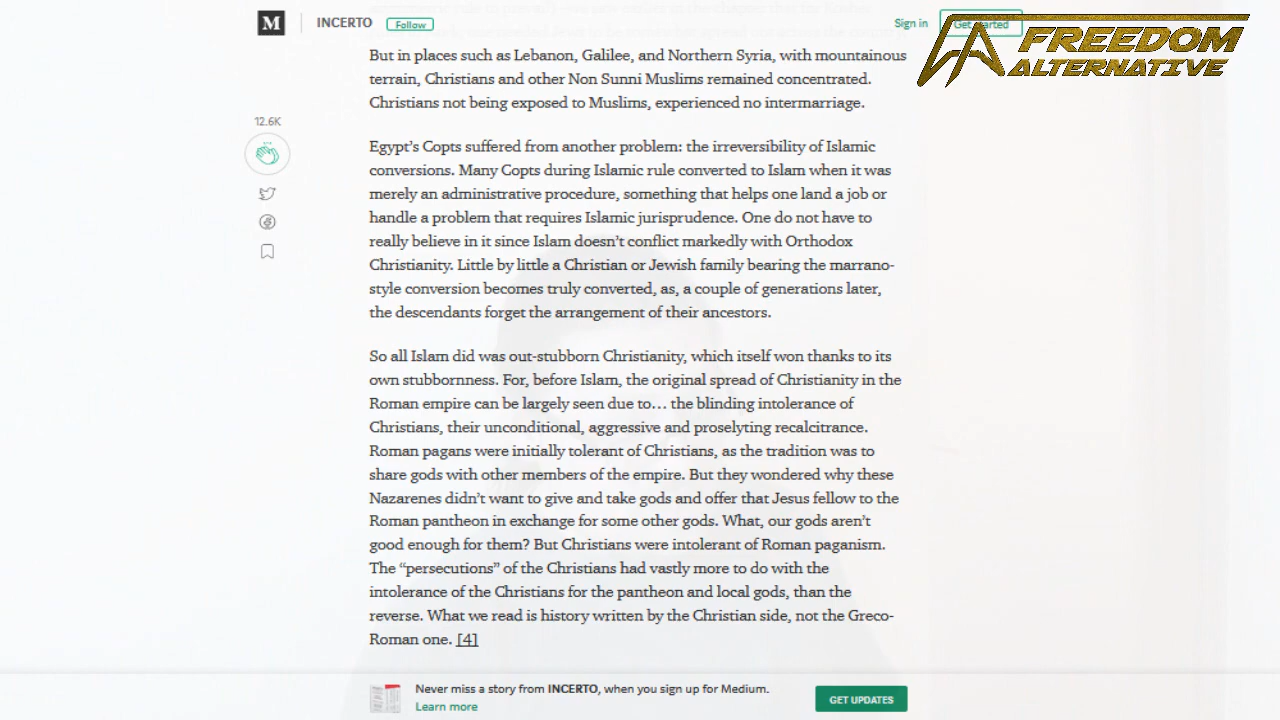 M INCERTO Follow
Sign in Get started
FREEDOM
ALTERNATIVE
But in places such as Lebanon, Galilee, and Northern Syria, with mountainous
terrain, Christians and other Non Sunni Muslims remained concentrated.
Christians not being exposed to Muslims, experienced no intermarriage.
12.6K
Egypt’s Copts suffered from another problem: the irreversibility of Islamic
conversions. Many Copts during Islamic rule converted to Islam when it was
merely an administrative procedure, something that helps one land a job or
handle a problem that requires Islamic jurisprudence. One do not have to
really believe in it since Islam doesn’t conflict markedly with Orthodox
Christianity. Little by little a Christian or Jewish family bearing the marrano-
style conversion becomes truly converted, as, a couple of generations later,
the descendants forget the arrangement of their ancestors.
So all Islam did was out-stubborn Christianity, which itself won thanks to its
own stubbornness. For, before Islam, the original spread of Christianity in the
Roman empire can be largely seen due to… the blinding intolerance of
Christians, their unconditional, aggressive and proselyting recalcitrance.
Roman pagans were initially tolerant of Christians, as the tradition was to
share gods with other members of the empire. But they wondered why these
Nazarenes didn’t want to give and take gods and offer that Jesus fellow to the
Roman pantheon in exchange for some other gods. What, our gods aren’t
good enough for them? But Christians were intolerant of Roman paganism.
The “persecutions” of the Christians had vastly more to do with the
intolerance of the Christians for the pantheon and local gods, than the
reverse. What we read is history written by the Christian side, not the Greco-
Roman one. [4]
Never miss a story from INCERTO, when you sign up for Medium.
Learn more
GET UPDATES